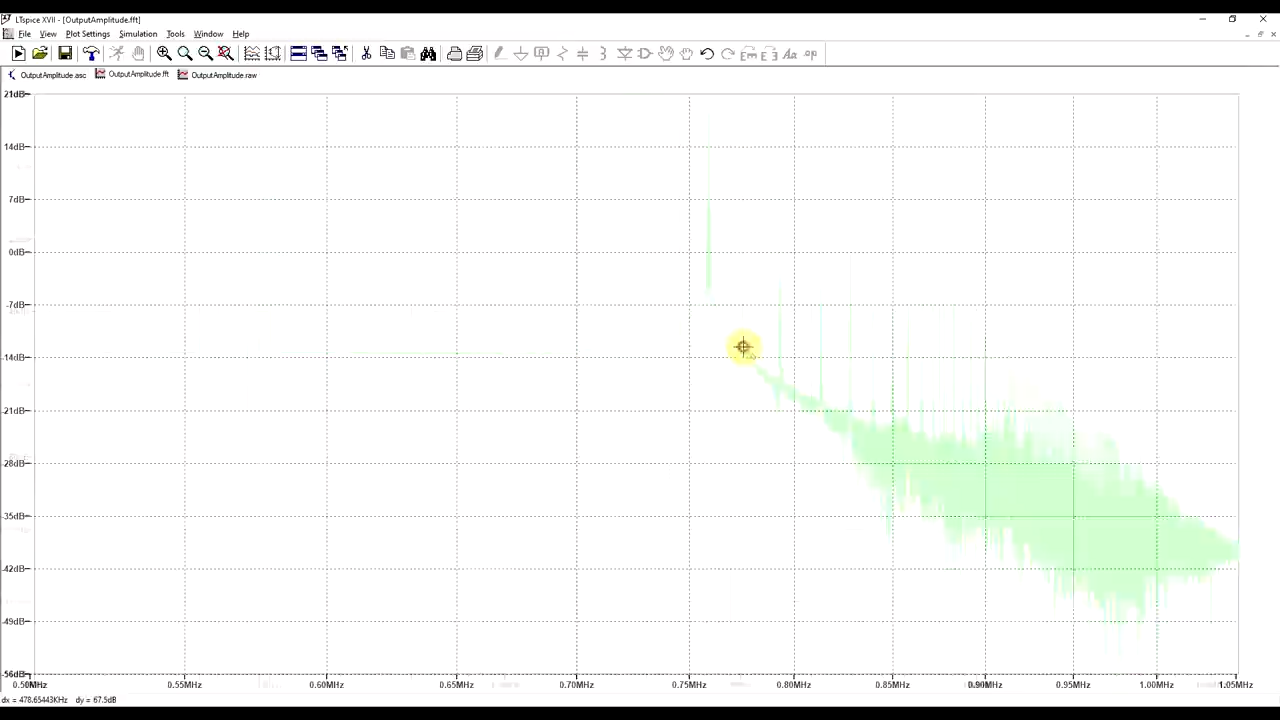 LTspice XVII - [OutputAmplitude.fft]
File View Plot Settings Simulation Tools Window Help
OutputAmplitude.asc OutputAmplitude.fft OutputAmplitude.raw
21dB
14dB
7dB
0dB
-7dB
-14dB
-21dB
-28dB
-35dB
-42dB
-49dB
-56dB
0.50MHz 0.55MHz 0.60MHz 0.65MHz 0.70MHz 0.75MHz 0.80MHz 0.85MHz 0.90MHz 0.95MHz 1.00MHz 1.05MHz
dx = 478.65443KHz dy = 67.5dB